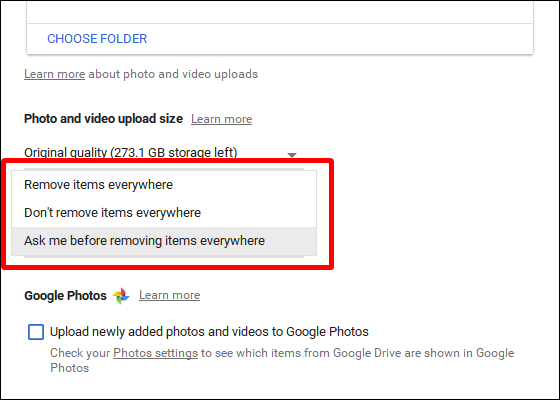 CHOOSE FOLDER
Learn more about photo and video uploads
Photo and video upload size Learn more
Original quality (273.1 GB storage left)
Remove items everywhere
Don't remove items everywhere
Ask me before removing items everywhere
Google Photos Learn more
Upload newly added photos and videos to Google Photos
Check your Photos settings to see which items from Google Drive are shown in Google
Photos